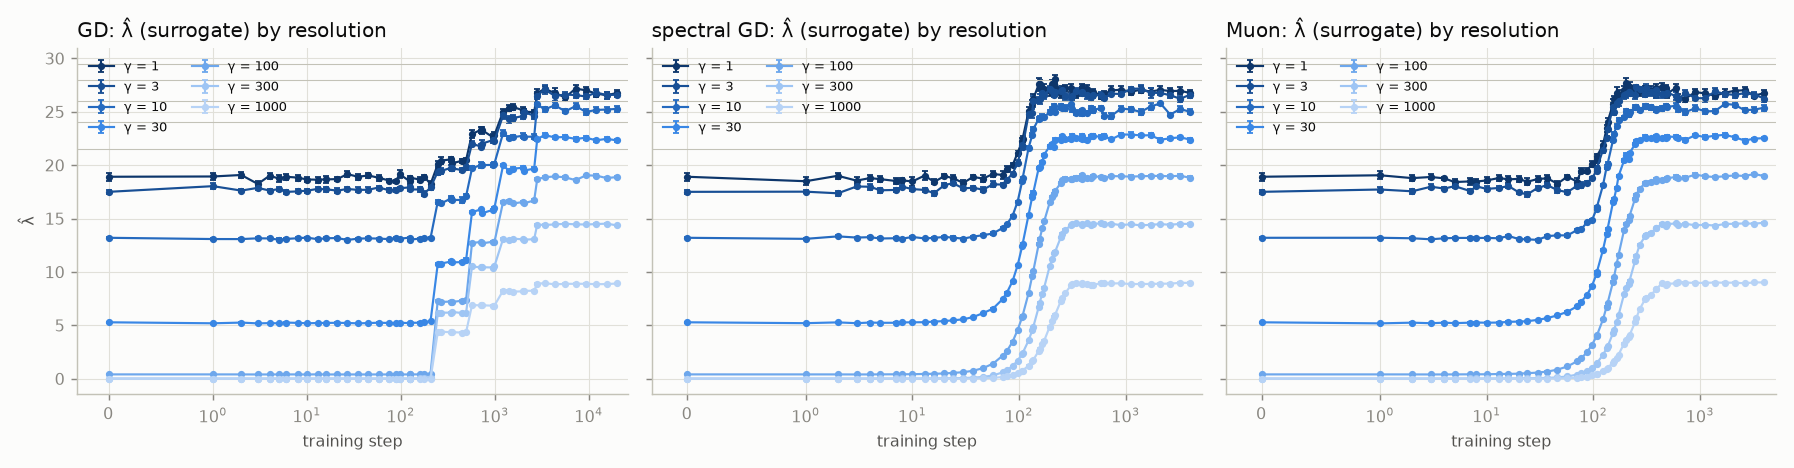 GD: λ̂ (surrogate) by resolution
λ̂
30
25
20
15
10
5
0
γ = 1
γ = 3
γ = 10
γ = 30
γ = 100
γ = 300
γ = 1000
0
10⁰
10¹
10²
10³
10⁴
training step
spectral GD: λ̂ (surrogate) by resolution
γ = 1
γ = 3
γ = 10
γ = 30
γ = 100
γ = 300
γ = 1000
0
10⁰
10¹
10²
10³
training step
Muon: λ̂ (surrogate) by resolution
γ = 1
γ = 3
γ = 10
γ = 30
γ = 100
γ = 300
γ = 1000
0
10⁰
10¹
10²
10³
training step